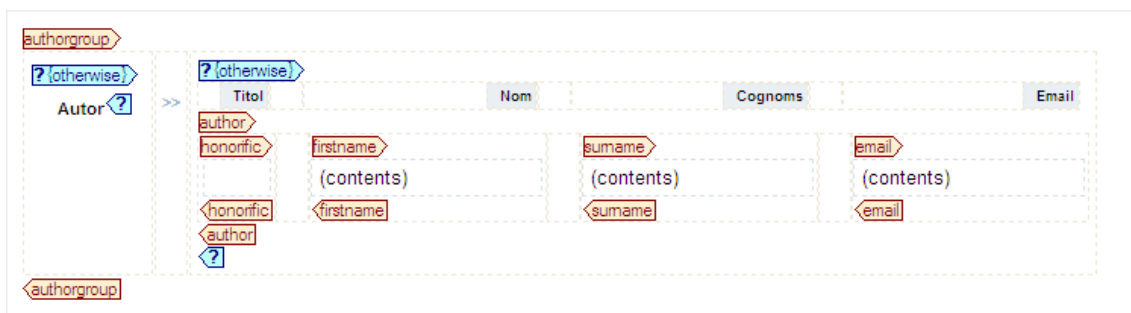 authorgroup
?{otherwise} ?{otherwise}
Titol Nom Cognoms Email
Autor ? >>
author
honorific firstname surname email
(contents) (contents) (contents)
honorific firstname surname email
author
?
authorgroup